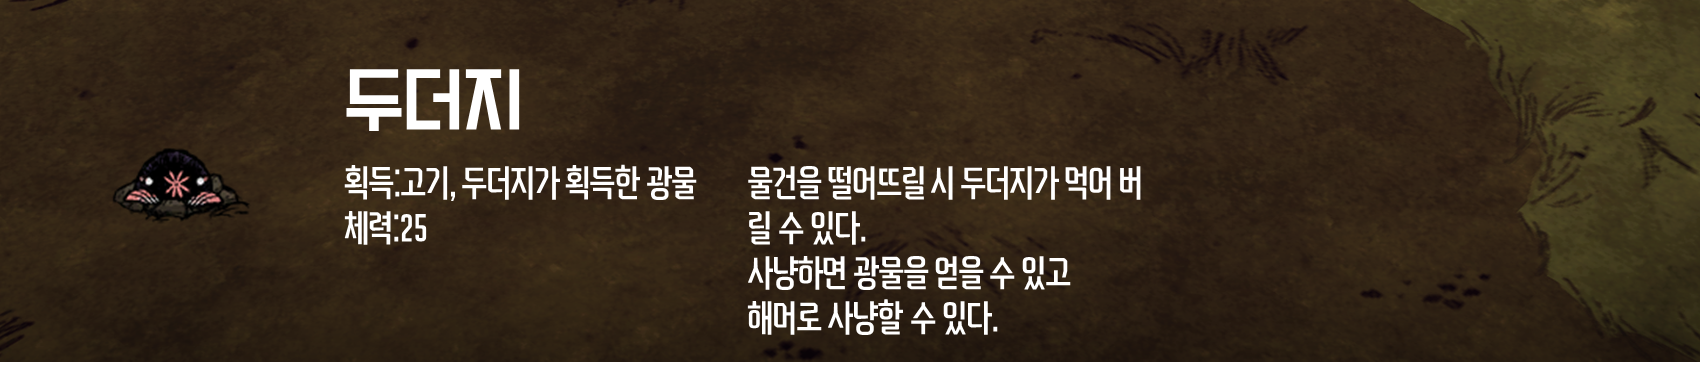 두더지
획득:고기, 두더지가 획득한 광물
체력:25
물건을 떨어뜨릴 시 두더지가 먹어 버
릴 수 있다.
사냥하면 광물을 얻을 수 있고
해머로 사냥할 수 있다.